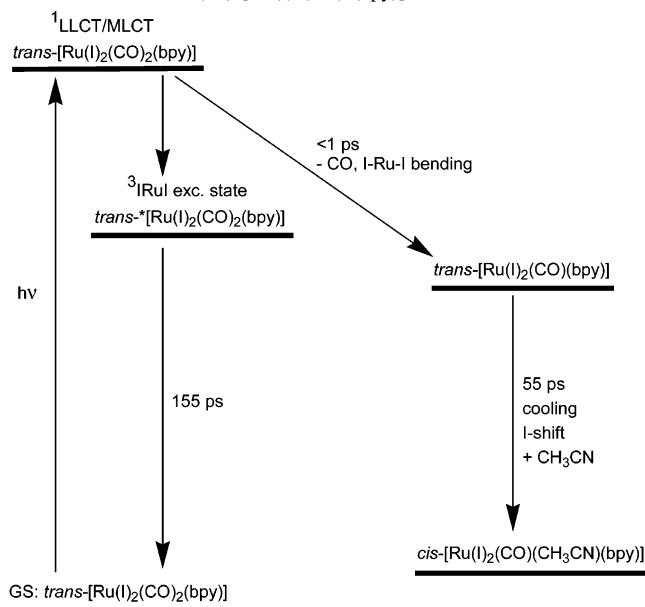 ¹LLCT/MLCT
trans-[Ru(I)₂(CO)₂(bpy)]
<1 ps
- CO, I-Ru-I bending
³IRuI exc. state
trans-*[Ru(I)₂(CO)₂(bpy)]
trans-[Ru(I)₂(CO)(bpy)]
hν
155 ps
55 ps
cooling
I-shift
+ CH₃CN
cis-[Ru(I)₂(CO)(CH₃CN)(bpy)]
GS: trans-[Ru(I)₂(CO)₂(bpy)]